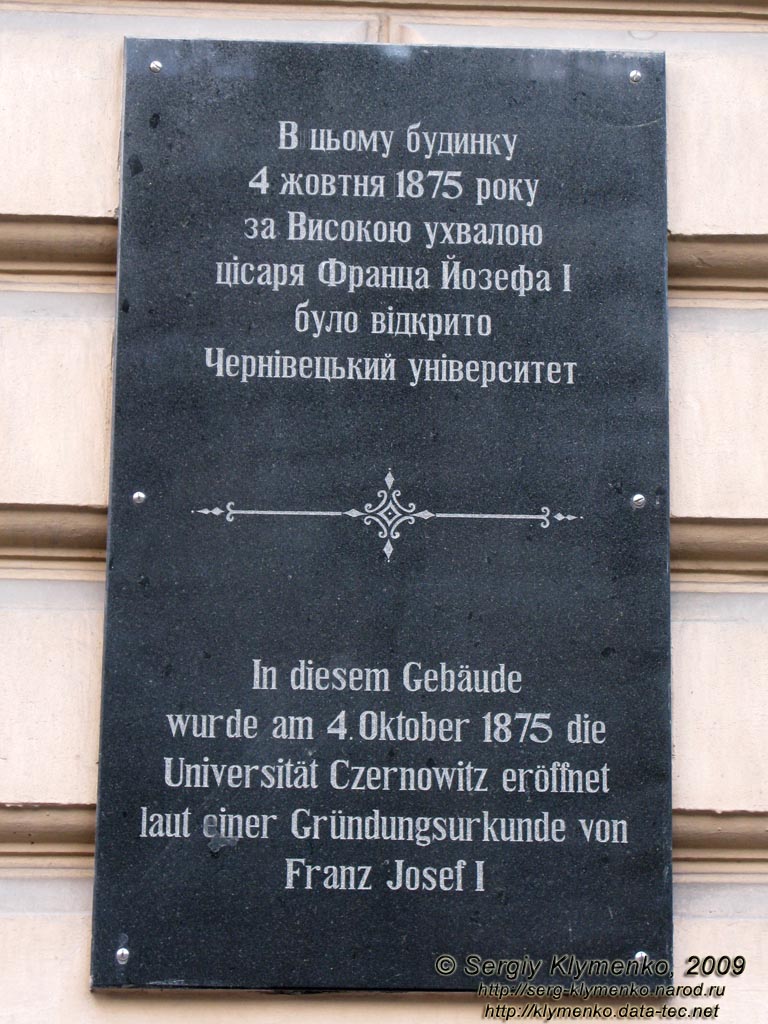 В цьому будинку
4 жовтня 1875 року
за Високою ухвалою
цісаря Франца Йозефа І
було відкрито
Чернівецький університет
In diesem Gebäude
wurde am 4. Oktober 1875 die
Universität Czernowitz eröffnet
laut einer Gründungsurkunde von
Franz Josef I
© Sergiy Klymenko, 2009
http://serg-klymenko.narod.ru
http://klymenko.data-tec.net